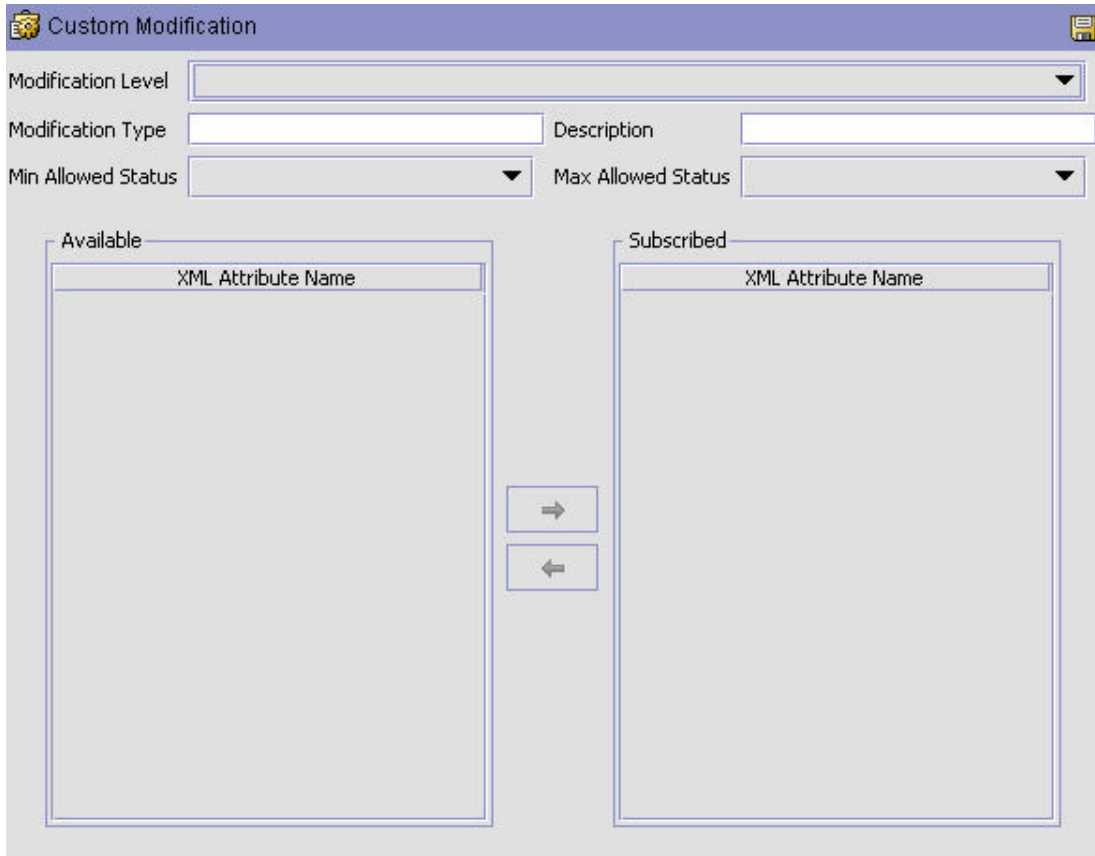 Custom Modification
Modification Level
Modification Type Description
Min Allowed Status Max Allowed Status
Available Subscribed
XML Attribute Name XML Attribute Name